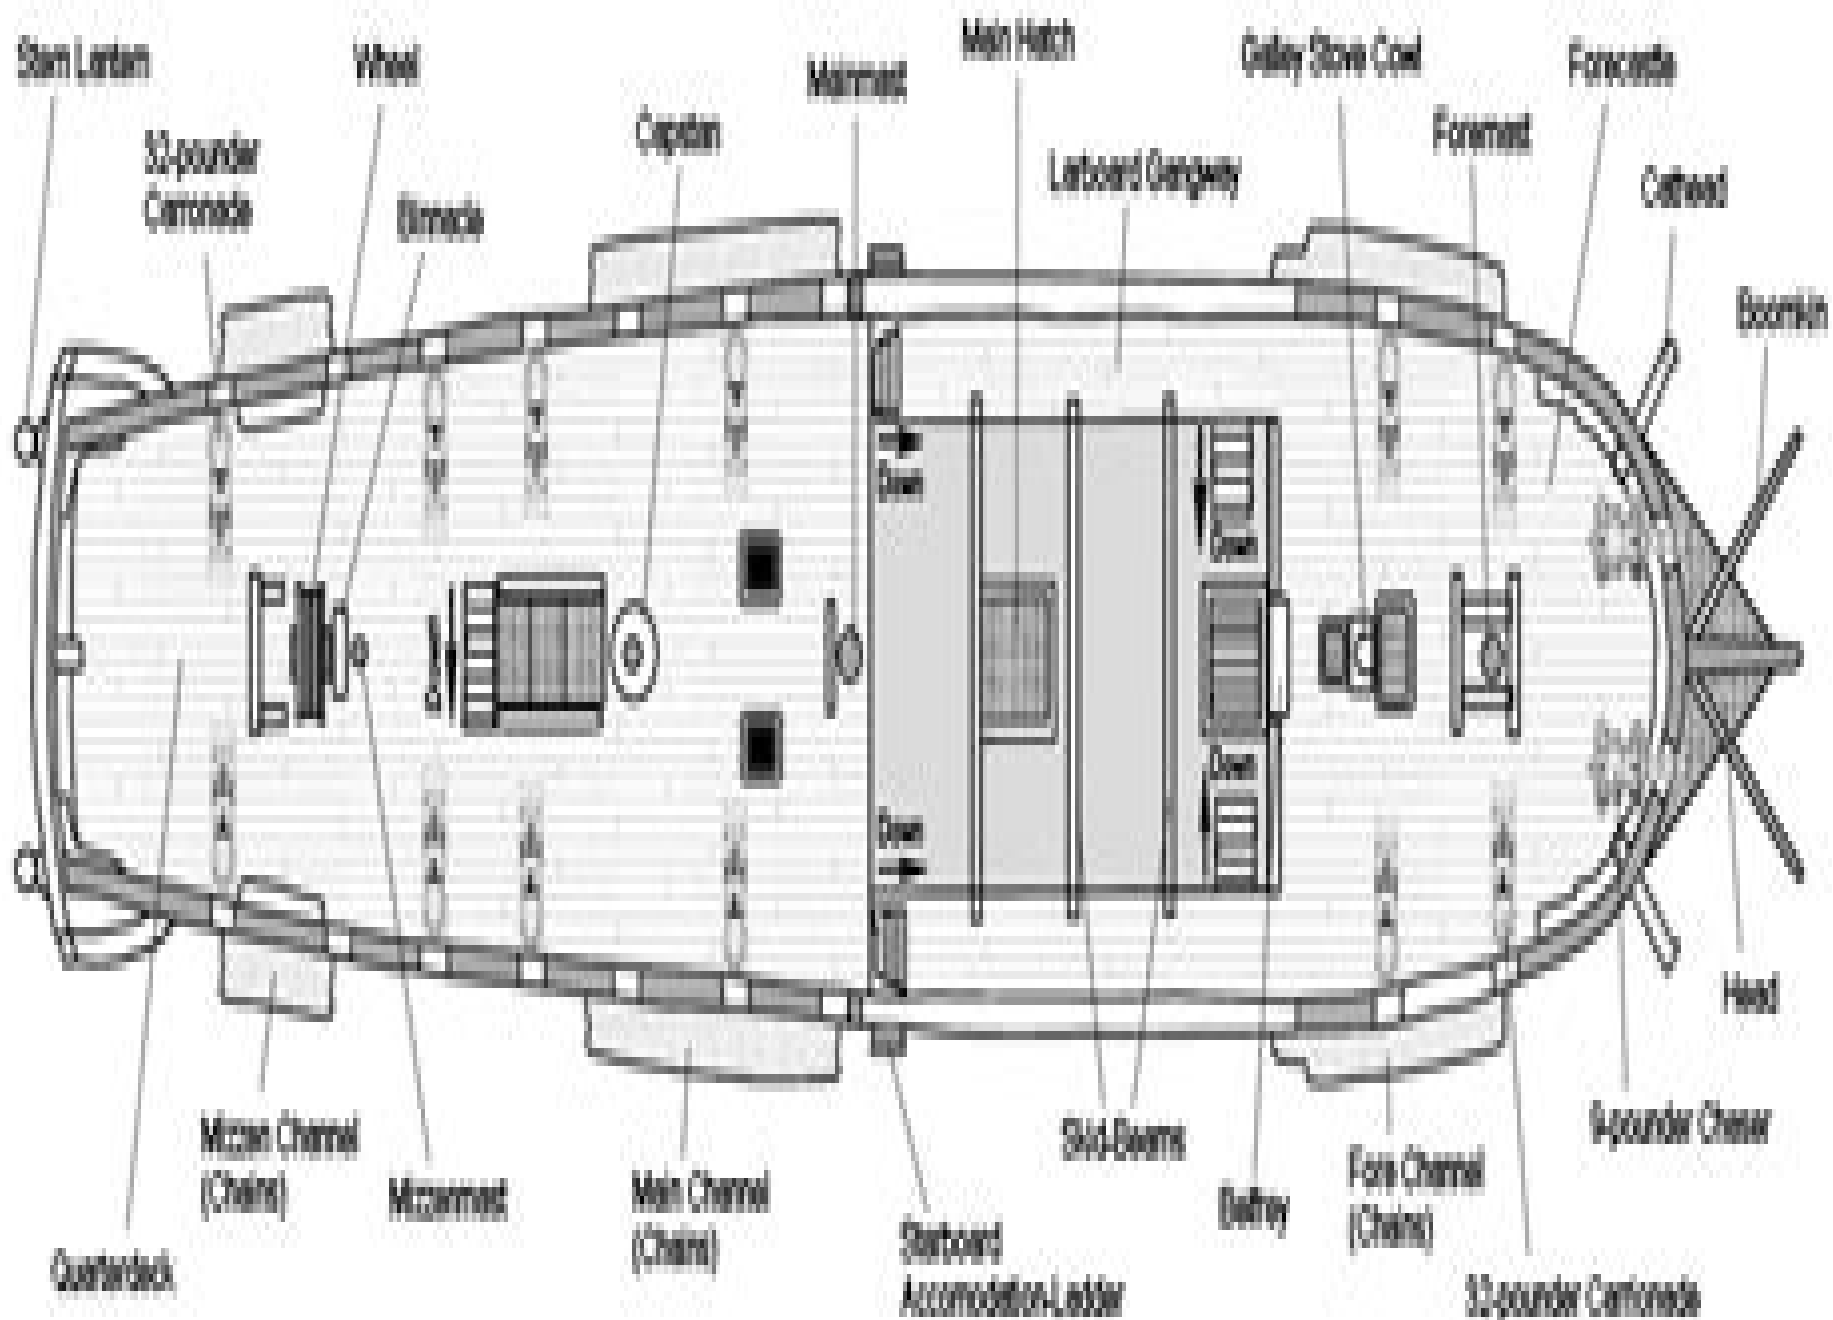 Stern Lantern
Wheel
Mainmast
Main Hatch
Galley Stove Cowl
Forecastle
32-pounder
Carronade
Binnacle
Capstan
Larboard Gangway
Foremast
Cathead
Boomkin
Down
Down
Down
Down
Mizzen Channel
(Chains)
Mizzenmast
Quarterdeck
Main Channel
(Chains)
Starboard
Accomodation-Ladder
Skid-Beams
Belfrey
Fore Channel
(Chains)
32-pounder Carrionade
9-pounder Chaser
Head